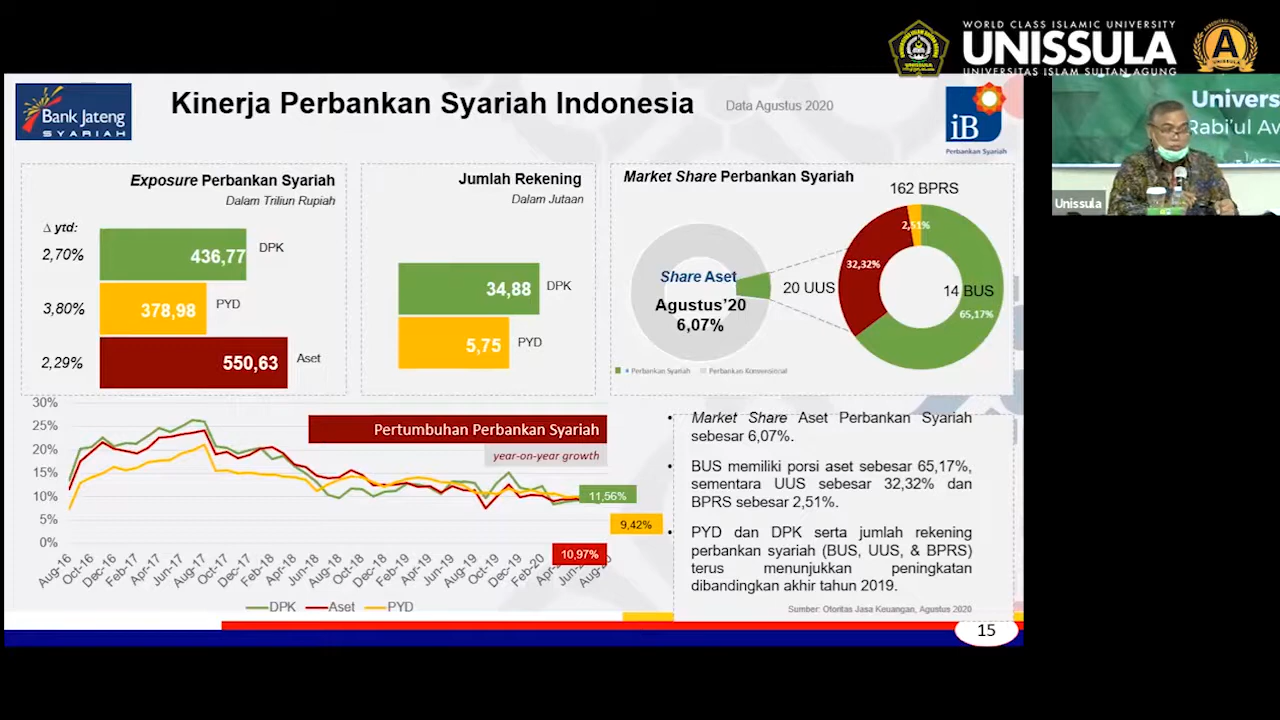 WORLD CLASS ISLAMIC UNIVERSITY
UNISSULA
UNIVERSITAS ISLAM SULTAN AGUNG
A
Bank Jateng
SYARIAH
Kinerja Perbankan Syariah Indonesia
Data Agustus 2020
iB
Perbankan Syariah
Univers
Rabi'ul Aw
Unissula
Exposure Perbankan Syariah
Dalam Triliun Rupiah
Δ ytd:
2,70%
436,77
DPK
3,80%
378,98
PYD
2,29%
550,63
Aset
Jumlah Rekening
Dalam Jutaan
34,88
DPK
5,75
PYD
Market Share Perbankan Syariah
Share Aset
Agustus'20
6,07%
162 BPRS
2,51%
32,32%
20 UUS
14 BUS
65,17%
Perbankan Syariah
Perbankan Konvensional
30%
25%
20%
15%
10%
5%
0%
Pertumbuhan Perbankan Syariah
year-on-year growth
11,56%
9,42%
10,97%
Aug-16
Oct-16
Dec-16
Feb-17
Apr-17
Jun-17
Aug-17
Oct-17
Dec-17
Feb-18
Apr-18
Jun-18
Aug-18
Oct-18
Dec-18
Feb-19
Apr-19
Jun-19
Aug-19
Oct-19
Dec-19
Feb-20
DPK
Aset
PYD
• Market Share Aset Perbankan Syariah
sebesar 6,07%.
• BUS memiliki porsi aset sebesar 65,17%,
sementara UUS sebesar 32,32% dan
BPRS sebesar 2,51%.
• PYD dan DPK serta jumlah rekening
perbankan syariah (BUS, UUS, & BPRS)
terus menunjukkan peningkatan
dibandingkan akhir tahun 2019.
Sumber: Otoritas Jasa Keuangan, Agustus 2020
15